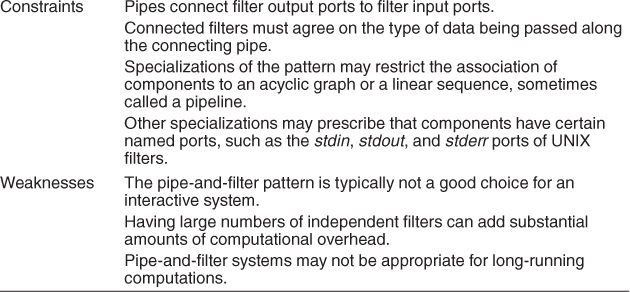 Constraints Pipes connect filter output ports to filter input ports.
Connected filters must agree on the type of data being passed along
the connecting pipe.
Specializations of the pattern may restrict the association of
components to an acyclic graph or a linear sequence, sometimes
called a pipeline.
Other specializations may prescribe that components have certain
named ports, such as the stdin, stdout, and stderr ports of UNIX
filters.
Weaknesses The pipe-and-filter pattern is typically not a good choice for an
interactive system.
Having large numbers of independent filters can add substantial
amounts of computational overhead.
Pipe-and-filter systems may not be appropriate for long-running
computations.